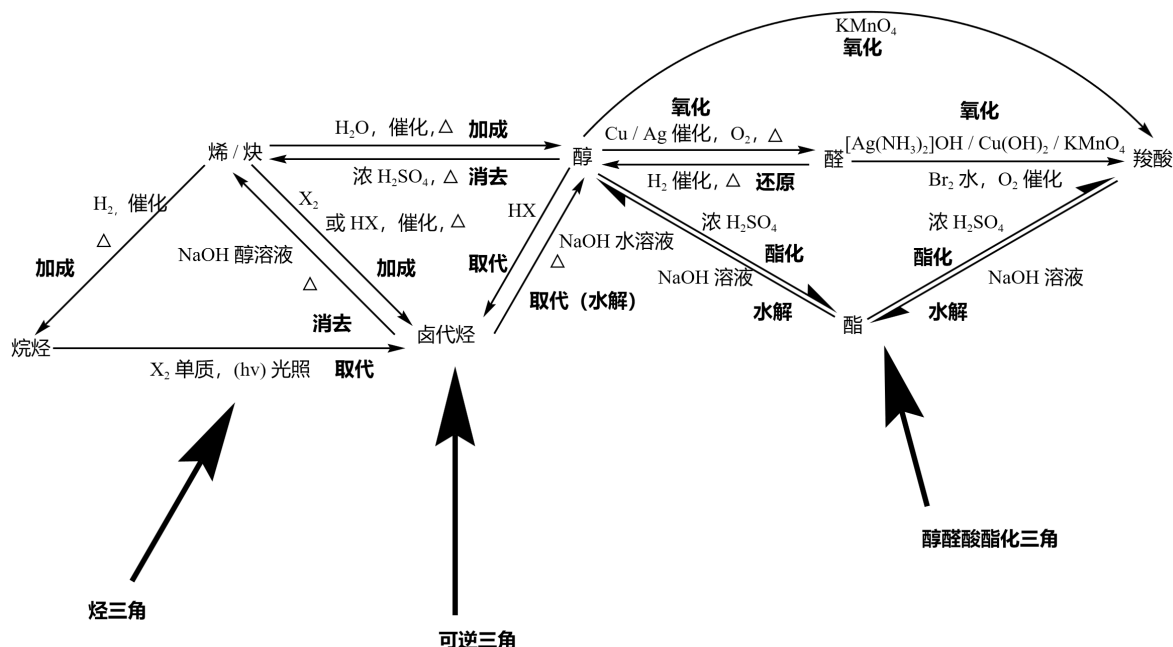 KMnO₄
氧化
氧化
氧化
H₂O，催化，△ 加成
Cu / Ag 催化，O₂，△
[Ag(NH₃)₂]OH / Cu(OH)₂ / KMnO₄
烯 / 炔
醇
醛
羧酸
浓 H₂SO₄，△ 消去
H₂ 催化，△ 还原
Br₂ 水，O₂ 催化
H₂，催化
△
加成
X₂
或 HX，催化，△
加成
NaOH 醇溶液
△
消去
HX
取代
NaOH 水溶液
△
取代（水解）
浓 H₂SO₄
酯化
NaOH 溶液
水解
浓 H₂SO₄
酯化
NaOH 溶液
水解
烷烃
卤代烃
酯
X₂ 单质，(hv) 光照 取代
醇醛酸酯化三角
烃三角
可逆三角